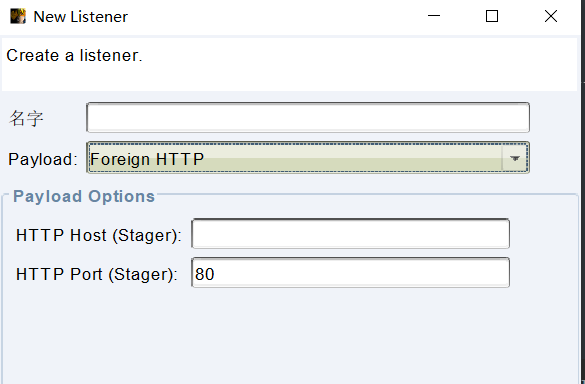 New Listener
Create a listener.
名字
Payload: Foreign HTTP
Payload Options
HTTP Host (Stager):
HTTP Port (Stager): 80